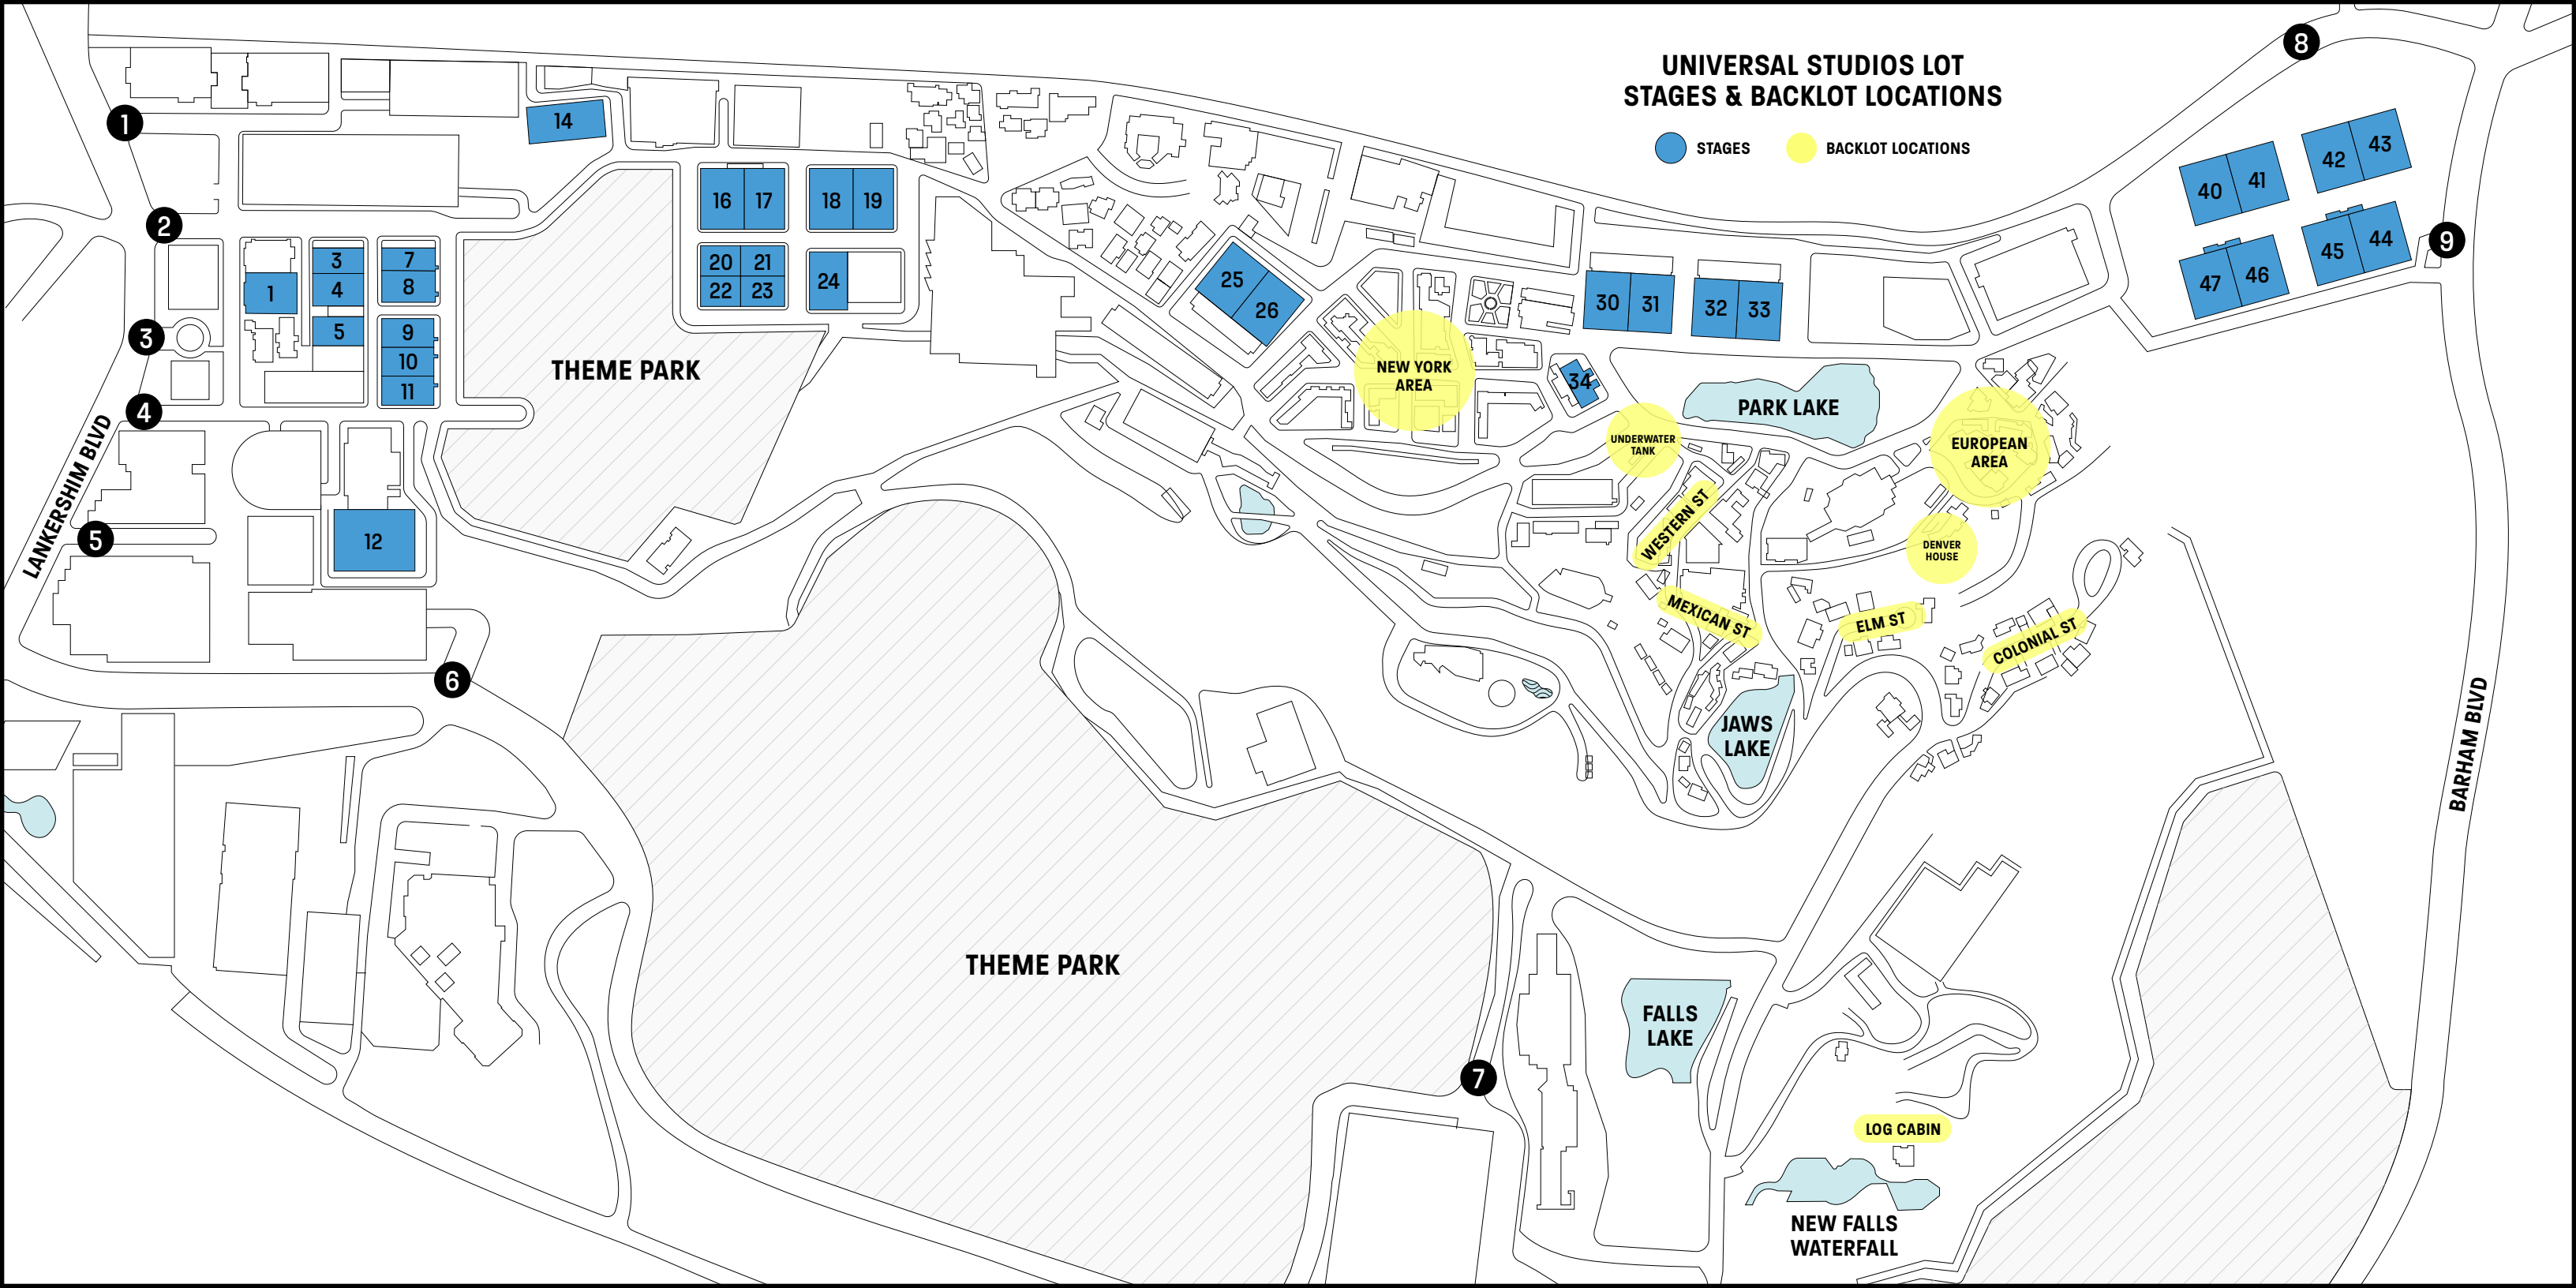 UNIVERSAL STUDIOS LOT
STAGES & BACKLOT LOCATIONS
STAGES
BACKLOT LOCATIONS
8
1
14
43
42
41
40
2
16
17
18
19
9
44
45
46
47
3
4
5
7
8
1
20
21
22
23
24
25
26
30
31
32
33
3
9
10
11
THEME PARK
NEW YORK
AREA
34
PARK LAKE
4
LANKERSHIM BLVD
UNDERWATER
TANK
EUROPEAN
AREA
5
12
WESTERN ST
DENVER
HOUSE
MEXICAN ST
ELM ST
COLONIAL ST
6
JAWS
LAKE
BARHAM BLVD
THEME PARK
FALLS
LAKE
7
LOG CABIN
NEW FALLS
WATERFALL